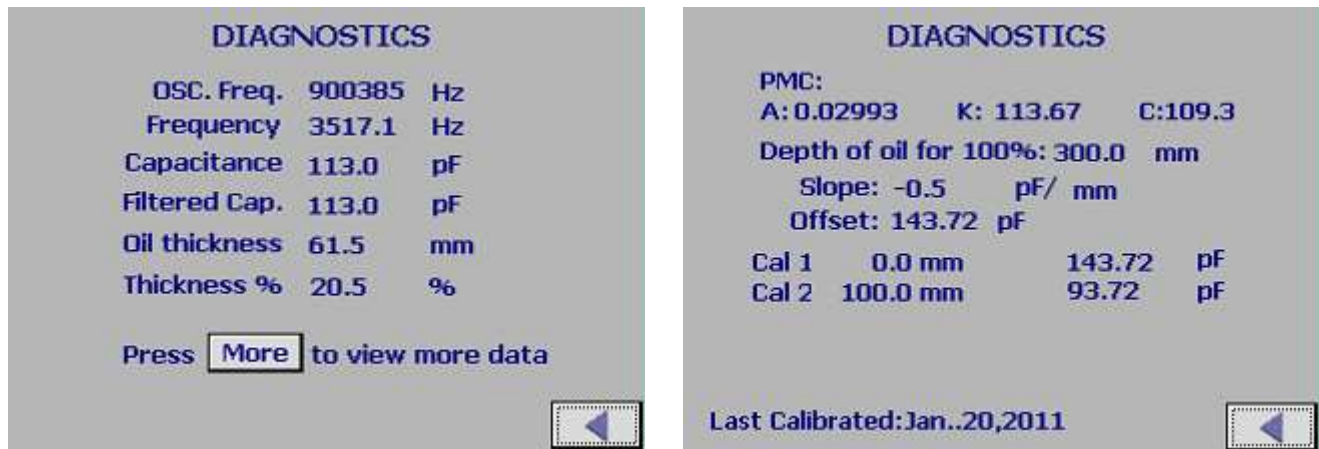 DIAGNOSTICS
OSC. Freq. 900385 Hz
Frequency 3517.1 Hz
Capacitance 113.0 pF
Filtered Cap. 113.0 pF
Oil thickness 61.5 mm
Thickness % 20.5 %
Press More to view more data
DIAGNOSTICS
PMC:
A:0.02993 K: 113.67 C:109.3
Depth of oil for 100%: 300.0 mm
Slope: -0.5 pF/ mm
Offset: 143.72 pF
Cal 1 0.0 mm 143.72 pF
Cal 2 100.0 mm 93.72 pF
Last Calibrated:Jan..20,2011